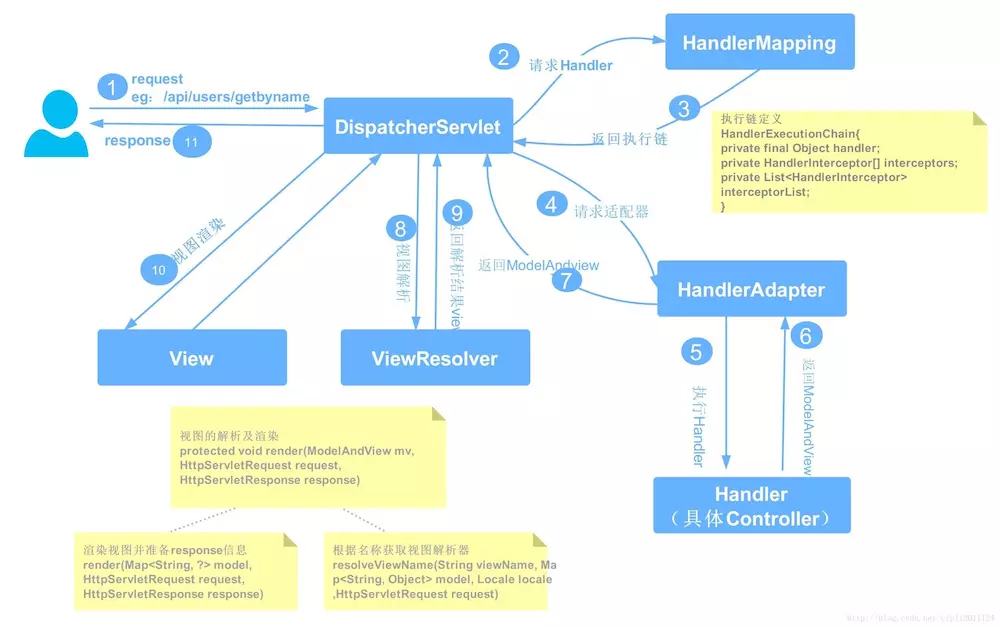 1
request
eg：/api/users/getbyname
response
11
DispatcherServlet
2
请求Handler
HandlerMapping
3
返回执行链
执行链定义
HandlerExecutionChain{
private final Object handler;
private HandlerInterceptor[] interceptors;
private List<HandlerInterceptor>
interceptorList;
}
4
请求适配器
HandlerAdapter
5
执行Handler
6
返回ModelAndView
Handler
（具体Controller）
7
返回ModelAndview
8
视图解析
9
返回解析结果view
ViewResolver
10
视图渲染
View
视图的解析及渲染
protected void render(ModelAndView mv,
HttpServletRequest request,
HttpServletResponse response)
渲染视图并准备response信息
render(Map<String, ?> model,
HttpServletRequest request,
HttpServletResponse response)
根据名称获取视图解析器
resolveViewName(String viewName, Ma
p<String, Object> model, Locale locale
,HttpServletRequest request)